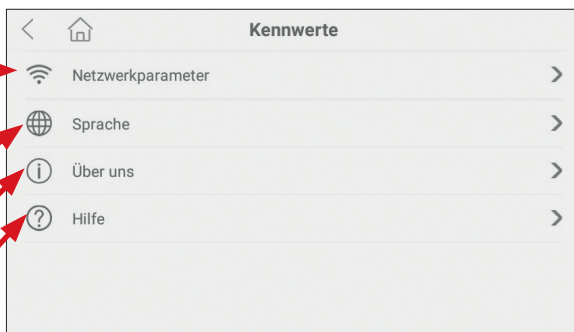 Kennwerte
Netzwerkparameter
Sprache
Über uns
Hilfe